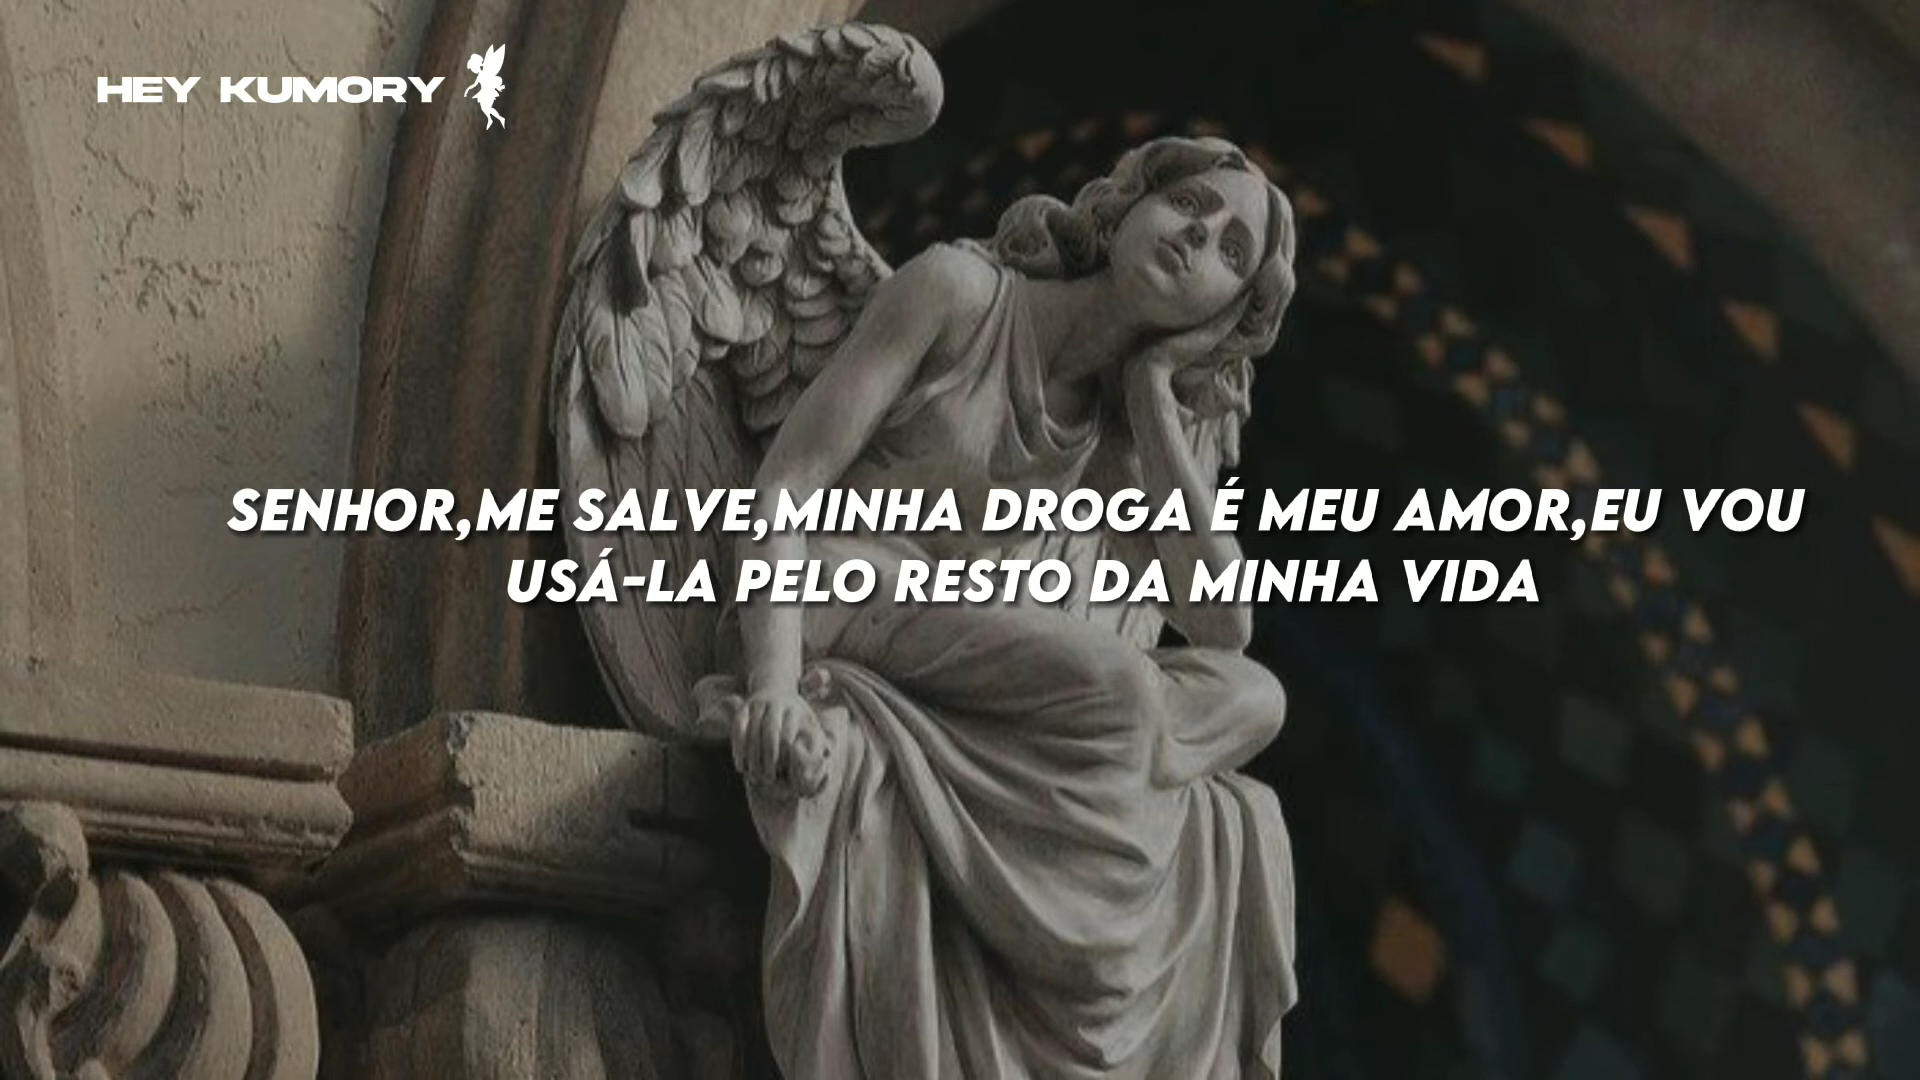 HEY KUMORY
SENHOR,ME SALVE,MINHA DROGA É MEU AMOR,EU VOU
USÁ-LA PELO RESTO DA MINHA VIDA